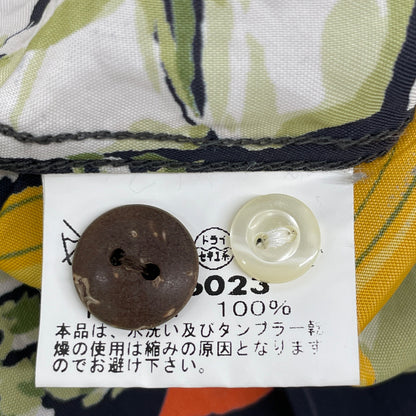 ドライ
セキユ系
6023
100%
本品は、水洗い及びタンブラー乾
燥の使用は縮みの原因となります
のでお避け下さい。